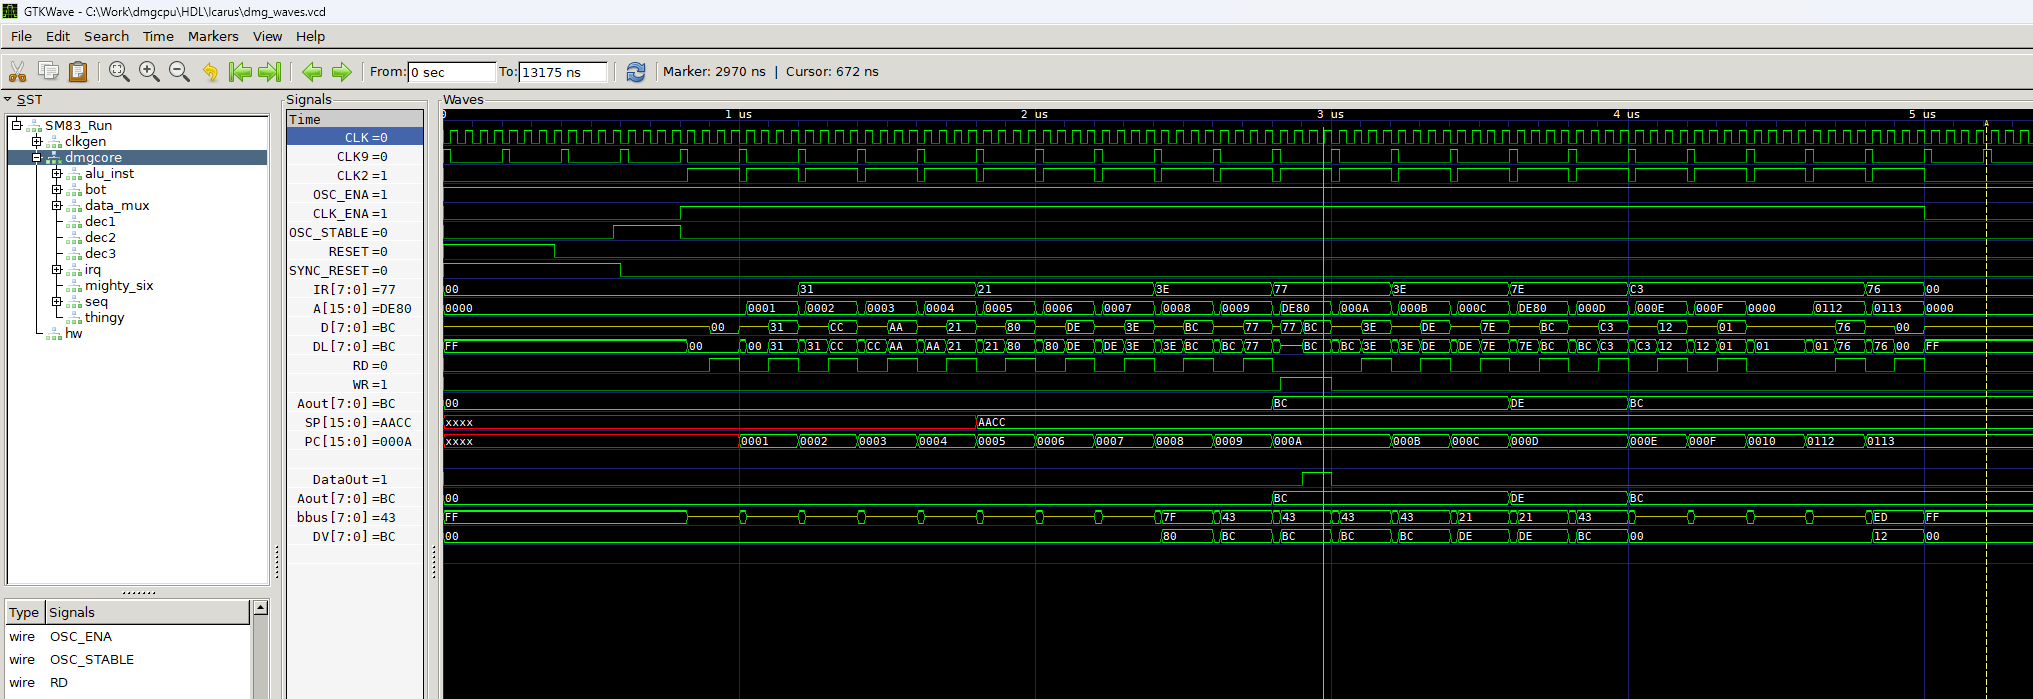 GTKWave - C:\Work\dmgcpu\HDL\Icarus\dmg_waves.vcd
File Edit Search Time Markers View Help
From: 0 sec To: 13175 ns Marker: 2970 ns | Cursor: 672 ns
SST
SM83_Run
clkgen
dmgcore
alu_inst
bot
data_mux
dec1
dec2
dec3
irq
mighty_six
seq
thingy
hw
Type Signals
wire OSC_ENA
wire OSC_STABLE
wire RD
Signals
Waves
Time
0 1 us 2 us 3 us 4 us 5 us
A
CLK =0
CLK9 =0
CLK2 =1
OSC_ENA =1
CLK_ENA =1
OSC_STABLE =0
RESET =0
SYNC_RESET =0
IR[7:0] =77 00 31 21 3E 77 3E 7E C3 76 00
A[15:0] =DE80 0000 0001 0002 0003 0004 0005 0006 0007 0008 0009 DE80 000A 000B 000C DE80 000D 000E 000F 0000 0112 0113 0000
D[7:0] =BC 00 31 CC AA 21 80 DE 3E BC 77 77 BC 3E DE 7E BC C3 12 01 76 00
DL[7:0] =BC FF 00 00 31 31 CC CC AA AA 21 21 80 80 DE DE 3E 3E BC BC 77 BC BC 3E 3E DE DE 7E 7E BC BC C3 C3 12 12 01 01 01 76 76 00 FF
RD =0
WR =1
Aout[7:0] =BC 00 BC DE BC
SP[15:0] =AACC xxxx AACC
PC[15:0] =000A xxxx 0001 0002 0003 0004 0005 0006 0007 0008 0009 000A 000B 000C 000D 000E 000F 0010 0112 0113
DataOut =1
Aout[7:0] =BC 00 BC DE BC
bbus[7:0] =43 FF 7F 43 43 43 43 21 21 43 ED FF
DV[7:0] =BC 00 80 BC BC BC BC DE DE BC 00 12 00